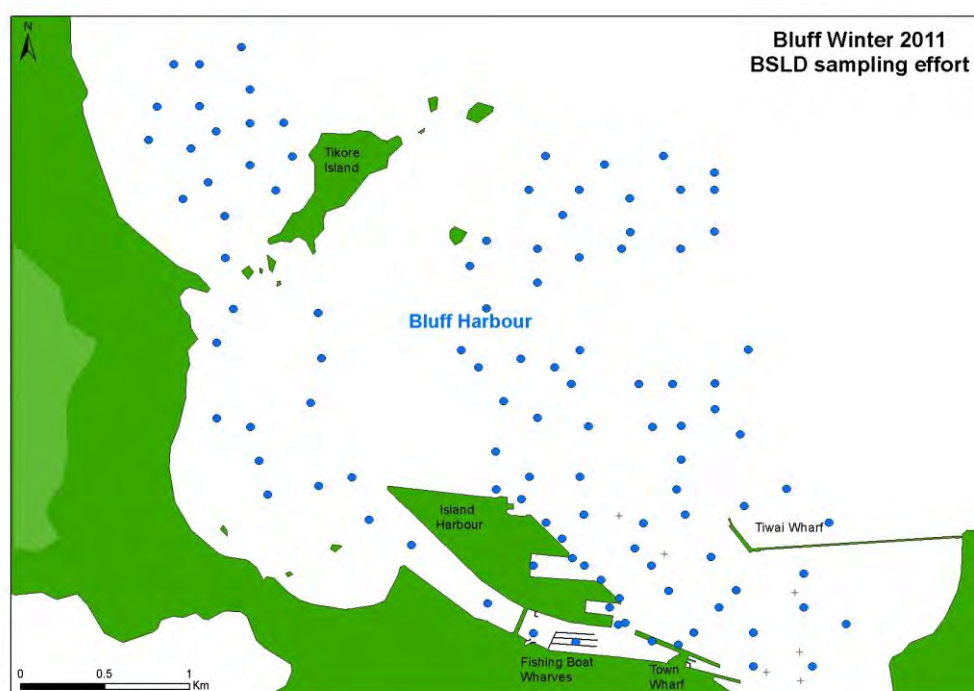 N
Bluff Winter 2011
BSLD sampling effort
Tikore
Island
Bluff Harbour
Island
Harbour
Tiwai Wharf
Fishing Boat
Wharves
Town
Wharf
0 0.5 1
Km